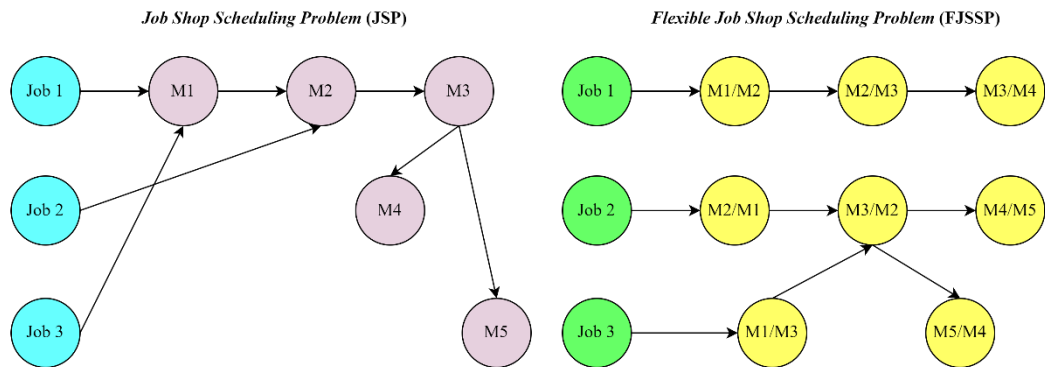 Job Shop Scheduling Problem (JSP)
Job 1
M1
M2
M3
Job 2
M4
Job 3
M5
Flexible Job Shop Scheduling Problem (FJSSP)
Job 1
M1/M2
M2/M3
M3/M4
Job 2
M2/M1
M3/M2
M4/M5
Job 3
M1/M3
M5/M4